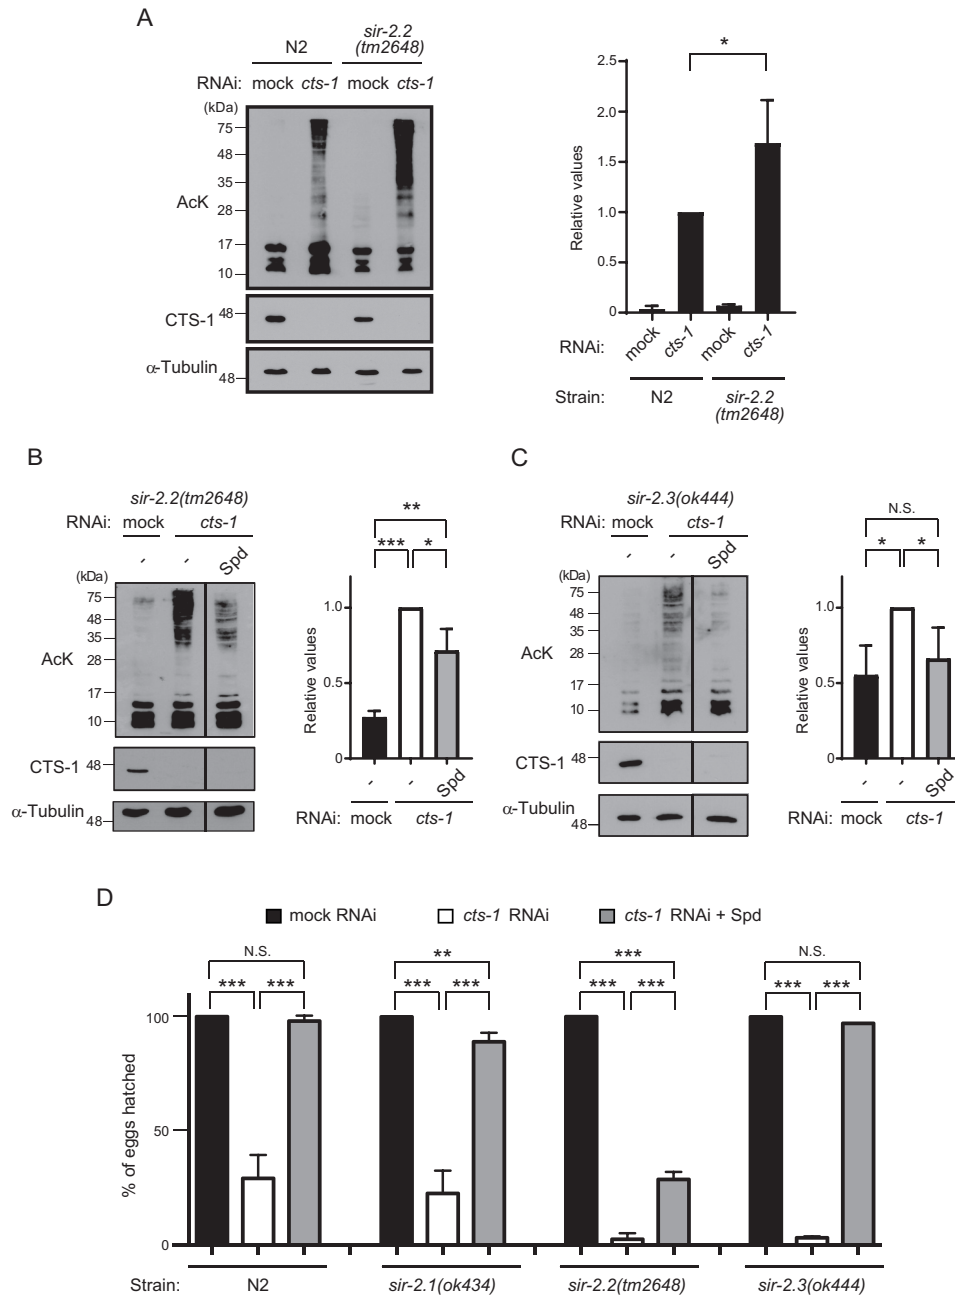 A
N2
sir-2.2
(tm2648)
RNAi: mock cts-1 mock cts-1
(kDa)
75
48
35
AcK
28
17
10
CTS-1
48
α-Tubulin
48
*
2.5
2.0
1.5
1.0
0.5
0
Relative values
RNAi: mock cts-1 mock cts-1
Strain: N2 sir-2.2
(tm2648)
B
sir-2.2(tm2648)
RNAi: mock cts-1
- - Spd
(kDa)
75
48
35
AcK
28
17
10
CTS-1
48
α-Tubulin
48
**
*** *
1.0
0.5
0
Relative values
- - Spd
RNAi: mock cts-1
C
sir-2.3(ok444)
RNAi: mock cts-1
- - Spd
(kDa)
75
48
35
AcK
28
17
10
CTS-1
48
α-Tubulin
48
N.S.
* *
1.0
0.5
0
Relative values
- - Spd
RNAi: mock cts-1
D
mock RNAi cts-1 RNAi cts-1 RNAi + Spd
N.S. ** *** N.S.
*** *** *** *** *** *** *** ***
100
50
0
% of eggs hatched
Strain: N2 sir-2.1(ok434) sir-2.2(tm2648) sir-2.3(ok444)